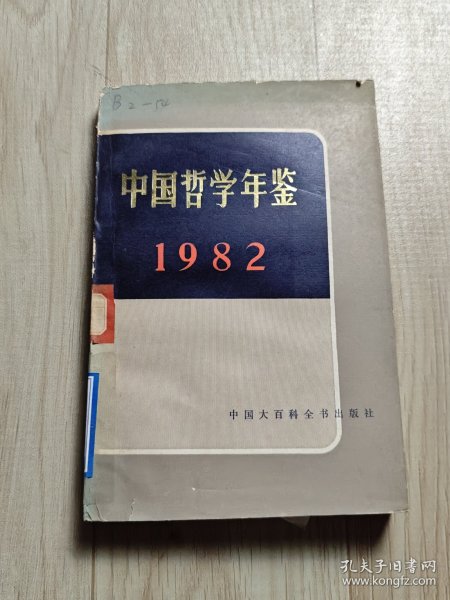 B2-54
中国哲学年鉴
1982
中国大百科全书出版社
孔夫子旧书网
www.kongfz.com